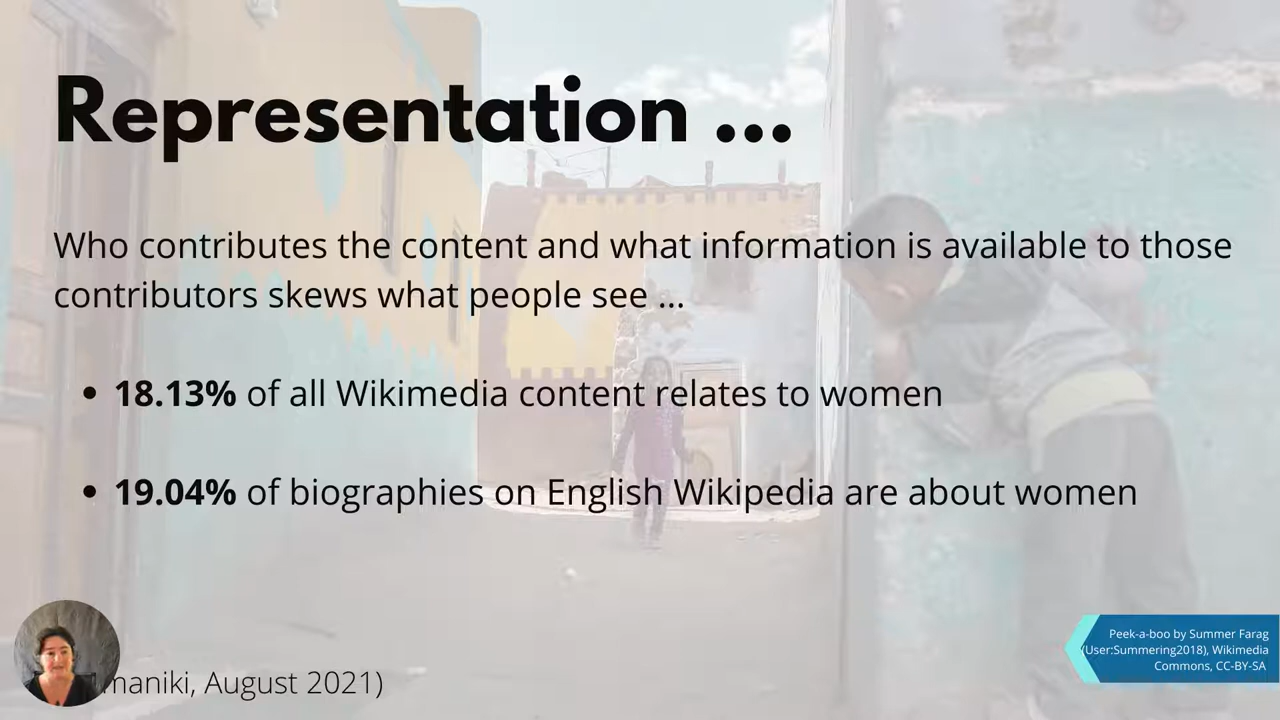 Representation ...
Who contributes the content and what information is available to those
contributors skews what people see ...
• 18.13% of all Wikimedia content relates to women
• 19.04% of biographies on English Wikipedia are about women
August 2021)
Peek-a-boo by Summer Farag
(User:Summering2018), Wikimedia
Commons, CC-BY-SA